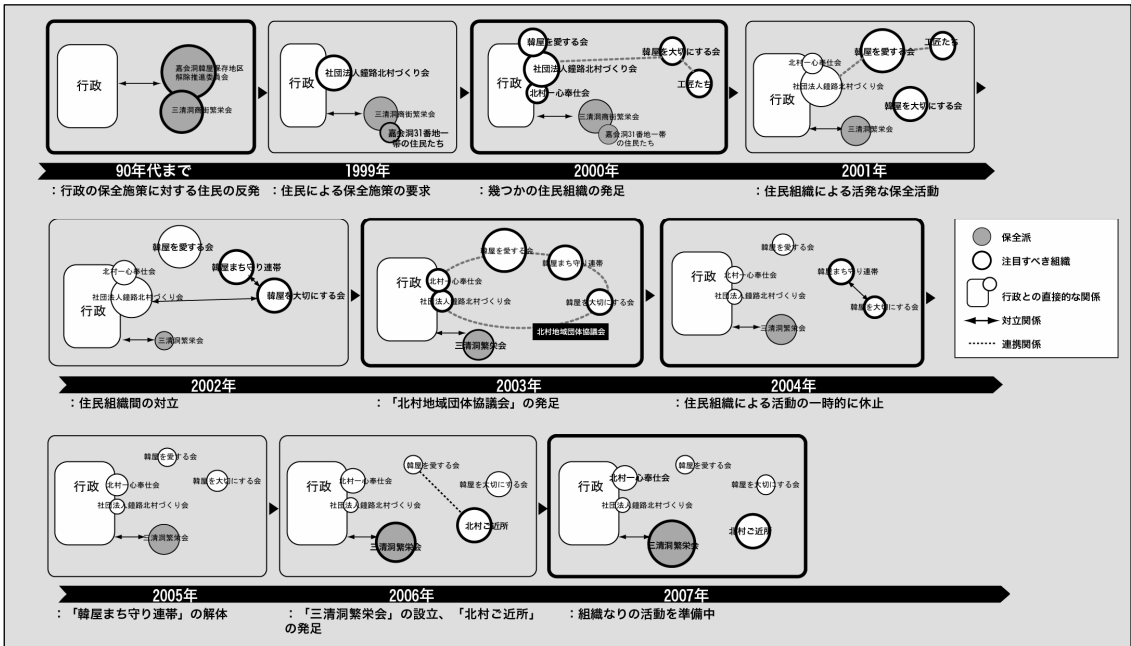 行政
嘉会洞韓屋保存地区
解除推進委員会
三清洞商街繁栄会
行政
社団法人鐘路北村づくり会
三清洞商街繁栄会
嘉会洞31番地一
帯の住民たち
行政
韓屋を愛する会
社団法人鐘路北村づくり会
北村一心奉仕会
韓屋を大切にする会
工匠たち
三清洞商街繁栄会
嘉会洞31番地一
帯の住民たち
行政
北村一心奉仕会
社団法人鐘路北村づくり会
韓屋を愛する会
工匠たち
韓屋を大切にする会
三清洞繁栄会
90年代まで
1999年
2000年
2001年
：行政の保全施策に対する住民の反発
：住民による保全施策の要求
：幾つかの住民組織の発足
：住民組織による活発な保全活動
韓屋を愛する会
北村一心奉仕会
韓屋まち守り連帯
社団法人鐘路北村づくり会
韓屋を大切にする会
行政
三清洞繁栄会
行政
韓屋を愛する会
韓屋まち守り連帯
北村一心奉仕会
社団法人鐘路北村づくり会
韓屋を大切にする会
北村地域団体協議会
三清洞繁栄会
行政
韓屋を愛する会
北村一心奉仕会
韓屋まち守り連帯
社団法人鐘路北村づくり会
韓屋を大切にする会
三清洞繁栄会
保全派
注目すべき組織
行政との直接的な関係
対立関係
連携関係
2002年
2003年
2004年
：住民組織間の対立
：「北村地域団体協議会」の発足
：住民組織による活動の一時的に休止
行政
韓屋を愛する会
北村一心奉仕会
韓屋を大切にする会
社団法人鐘路北村づくり会
三清洞繁栄会
行政
韓屋を愛する会
北村一心奉仕会
韓屋を大切にする会
社団法人鐘路北村づくり会
北村ご近所
三清洞繁栄会
行政
韓屋を愛する会
北村一心奉仕会
韓屋を大切にする会
社団法人鐘路北村づくり会
北村ご近所
三清洞繁栄会
2005年
2006年
2007年
：「韓屋まち守り連帯」の解体
：「三清洞繁栄会」の設立、「北村ご近所」
の発足
：組織なりの活動を準備中